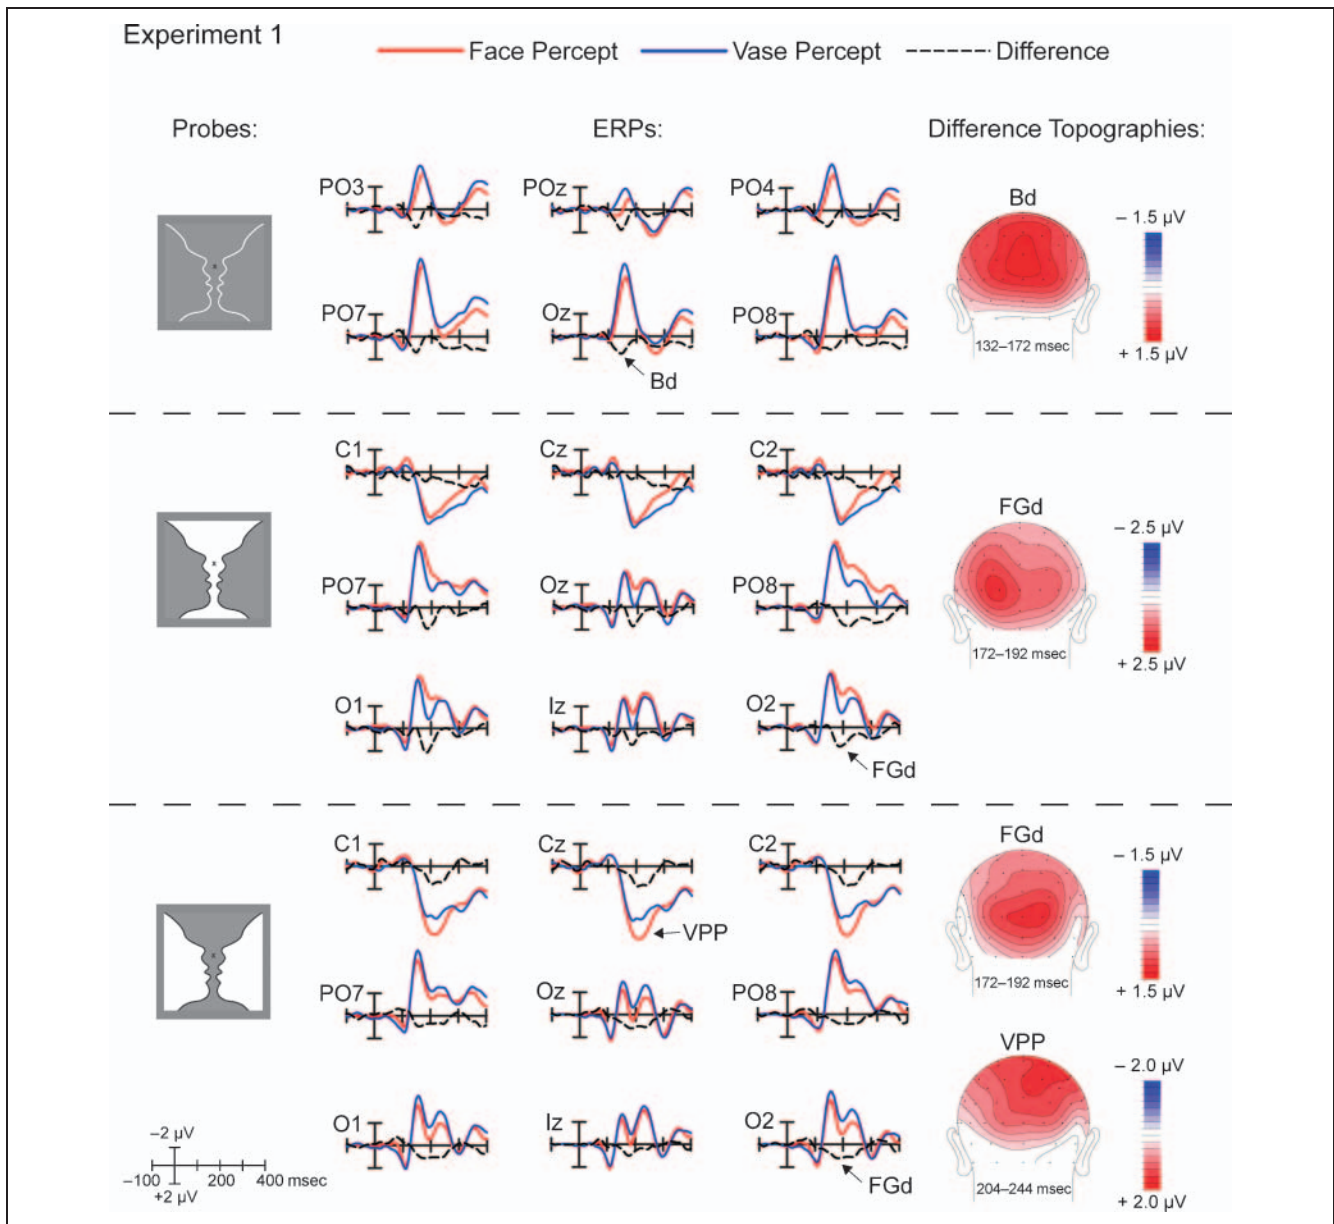 Experiment 1
Face Percept Vase Percept Difference
Probes: ERPs: Difference Topographies:
PO3 POz PO4
Bd
– 1.5 µV
x
PO7 Oz PO8
132–172 msec
+ 1.5 µV
Bd
C1 Cz C2
FGd
– 2.5 µV
x
PO7 Oz PO8
172–192 msec
+ 2.5 µV
O1 Iz O2
FGd
C1 Cz C2
FGd
– 1.5 µV
VPP
x
PO7 Oz PO8
172–192 msec
+ 1.5 µV
VPP
– 2.0 µV
O1 Iz O2
–2 µV
–100 200 400 msec
+2 µV
FGd
204–244 msec
+ 2.0 µV